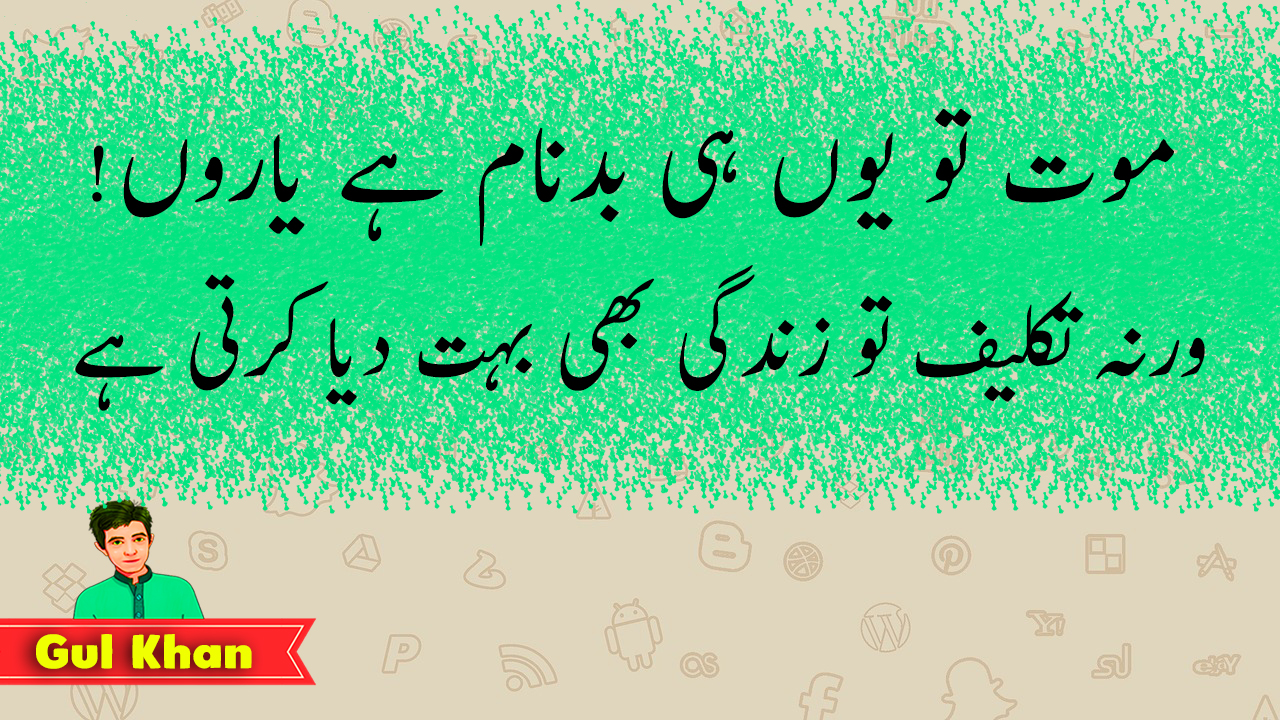 موت تو یوں ہی بدنام ہے یاروں!
ورنہ تکلیف تو زندگی بھی بہت دیا کرتی ہے
Gul Khan